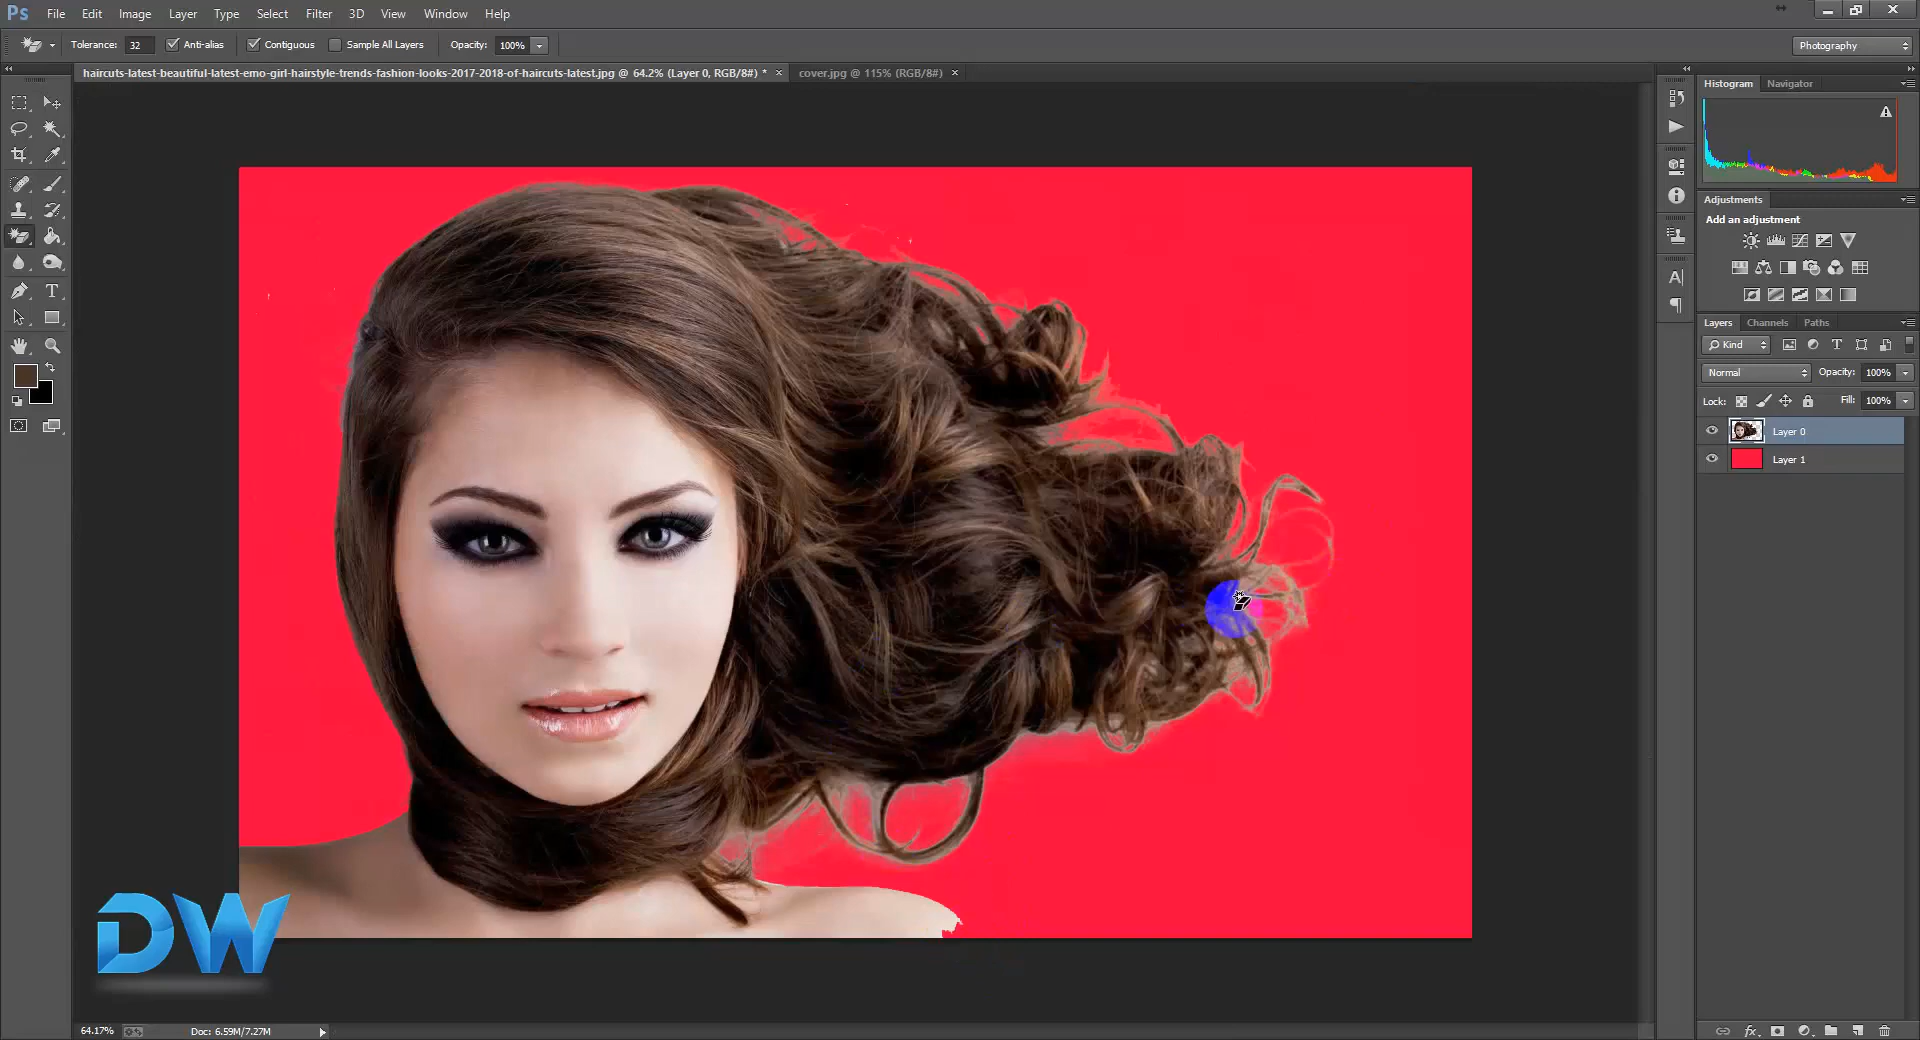 Ps File Edit Image Layer Type Select Filter 3D View Window Help
Tolerance: 32 Anti-alias Contiguous Sample All Layers Opacity: 100% Photography
haircuts-latest-beautiful-latest-emo-girl-hairstyle-trends-fashion-looks-2017-2018-of-haircuts-latest.jpg @ 64.2% (Layer 0, RGB/8#) * × cover.jpg @ 115% (RGB/8#) ×
Histogram Navigator
Adjustments
Add an adjustment
Layers Channels Paths
Kind
Normal Opacity: 100%
Lock: Fill: 100%
Layer 0
Layer 1
DW
64.17% Doc: 6.59M/7.27M